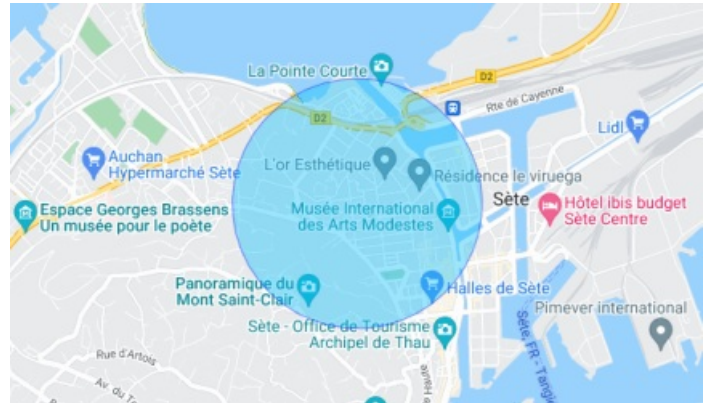 La Pointe Courte
D2
D2
Rte de Cayenne
Lidl
Auchan
Hypermarché Sète
L'or Esthétique
Résidence le viruega
Espace Georges Brassens
Un musée pour le poète
Musée International
des Arts Modestes
Sète
Hôtel ibis budget
Sète Centre
Panoramique du
Mont Saint-Clair
Halles de Sète
Pimever international
Sète - Office de Tourisme
Archipel de Thau
Sète, FR - Tangie
Rue d'Artois
Av. du To
Haute